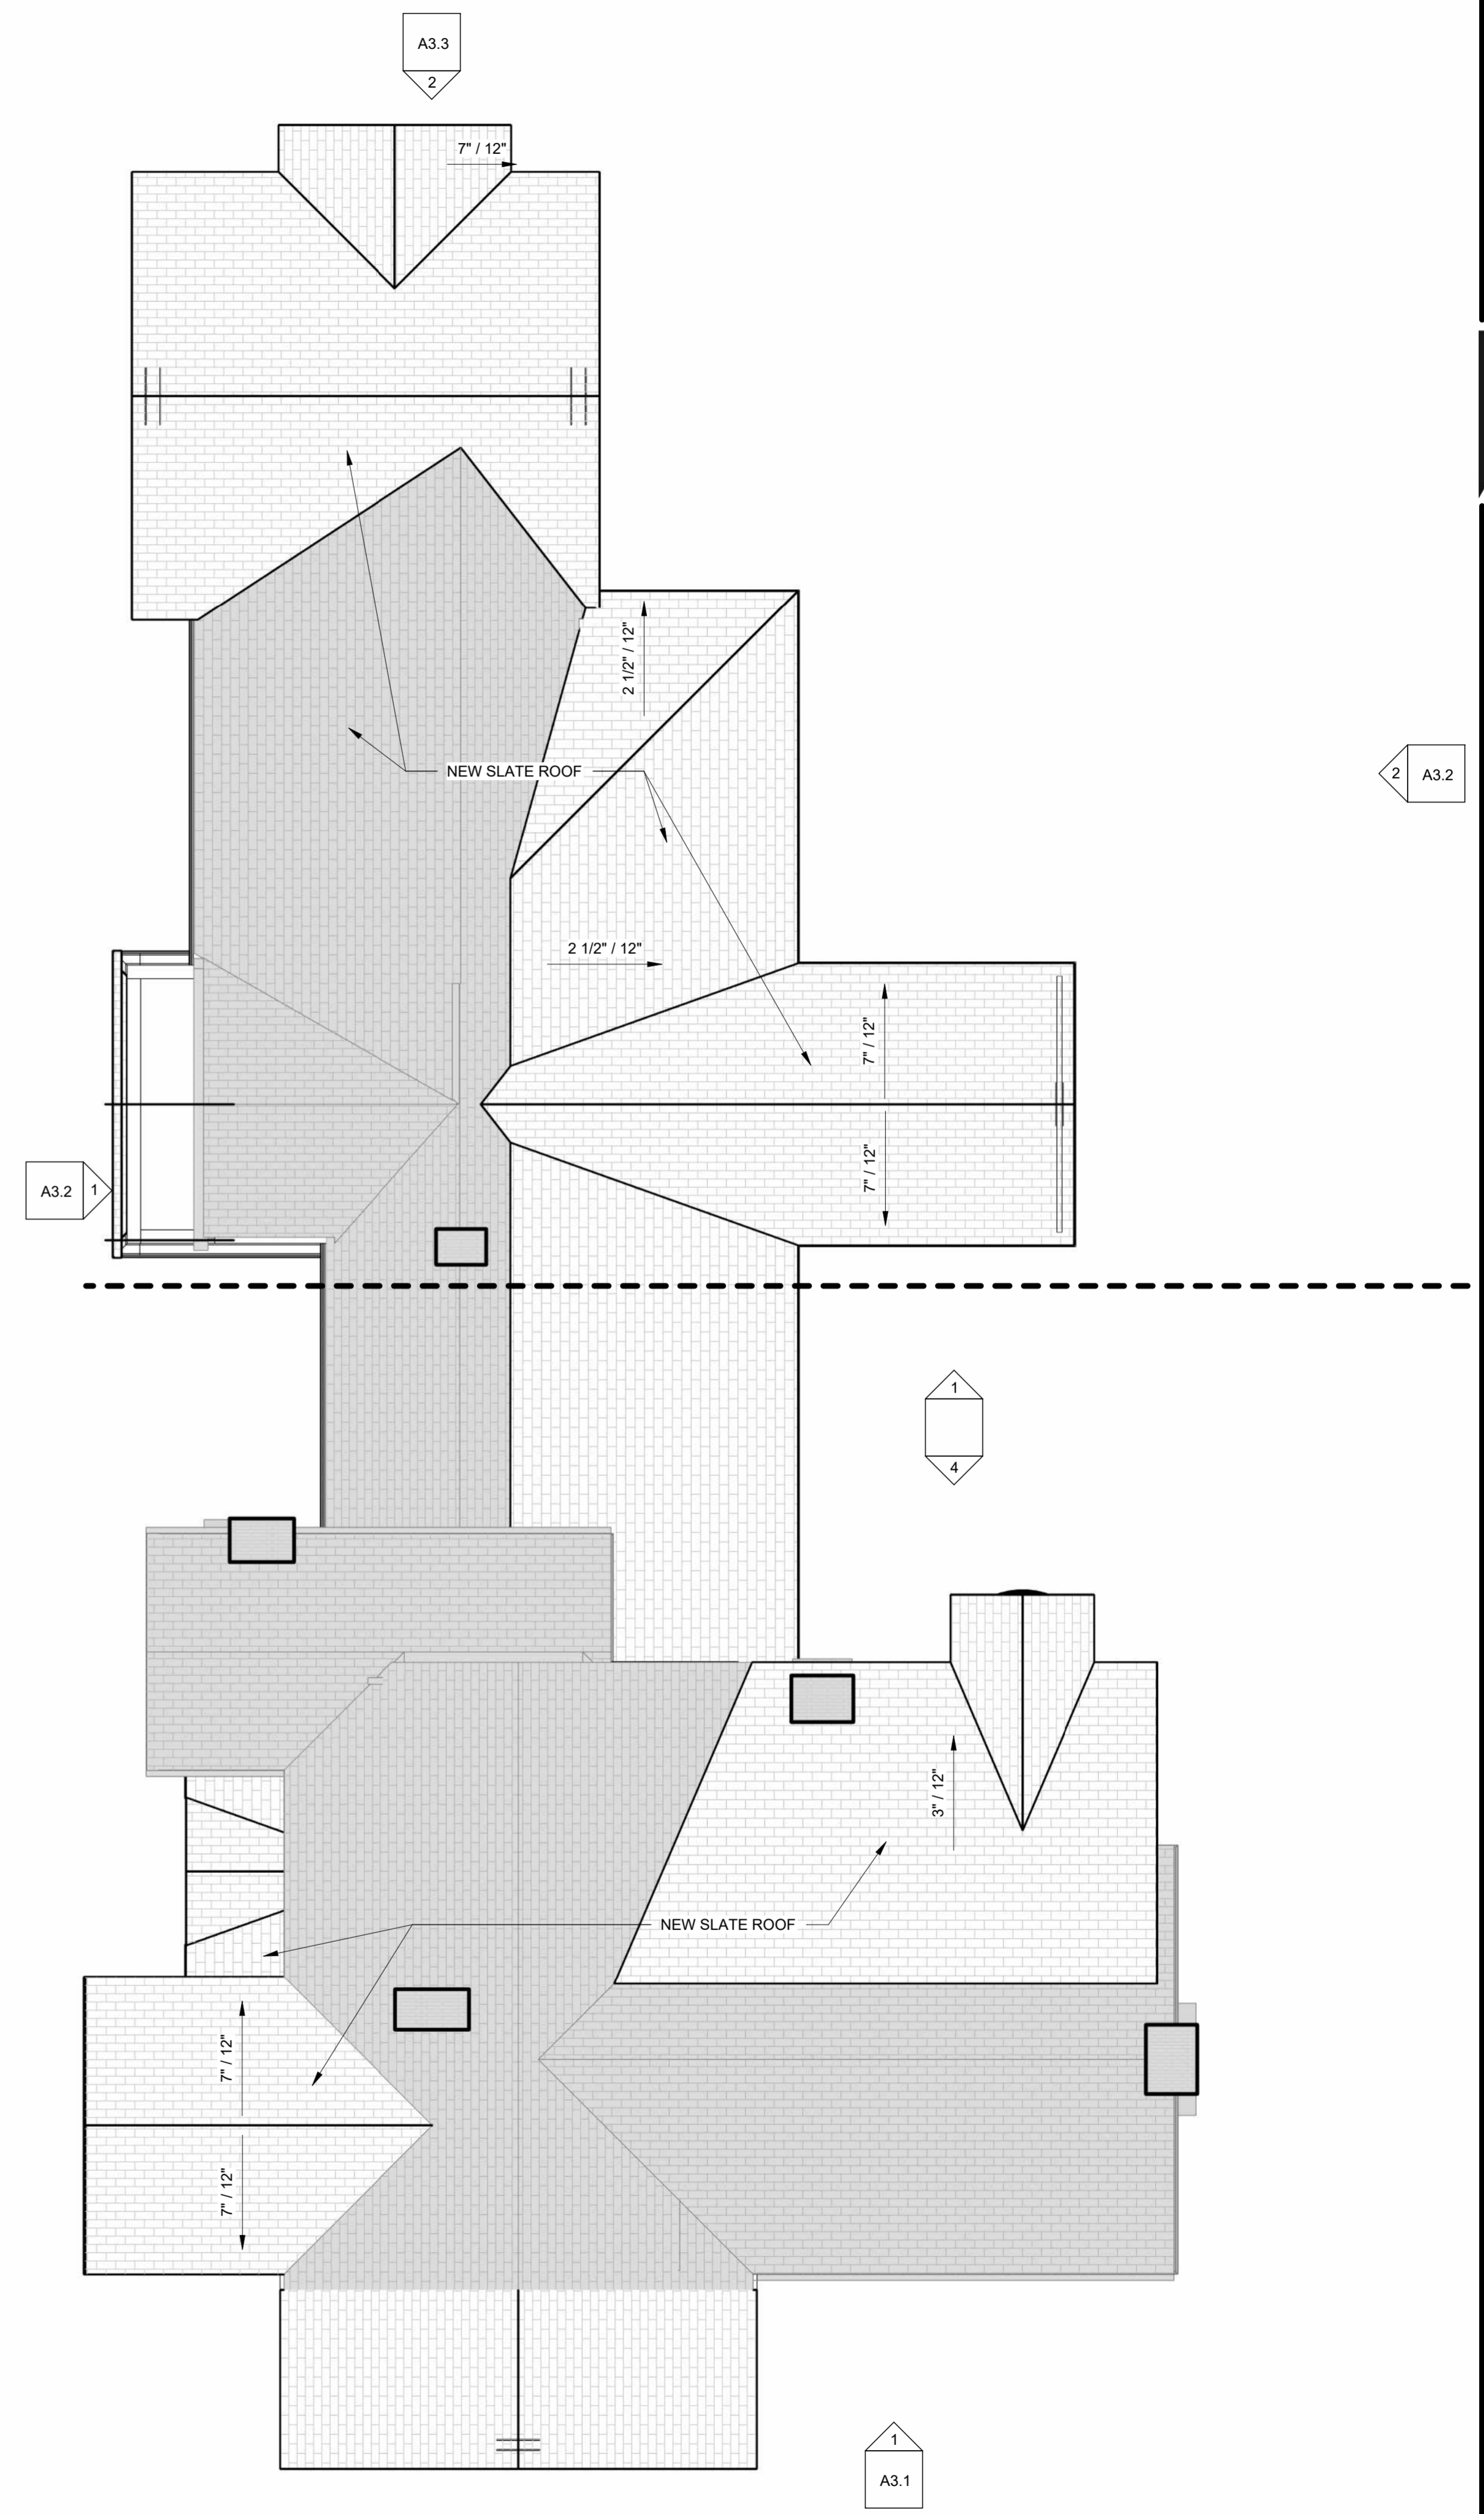 A3.3
2
7" / 12"
2 1/2" / 12"
NEW SLATE ROOF
2 A3.2
2 1/2" / 12"
7" / 12"
7" / 12"
A3.2 1
1
4
3" / 12"
NEW SLATE ROOF
7" / 12"
7" / 12"
1
A3.1